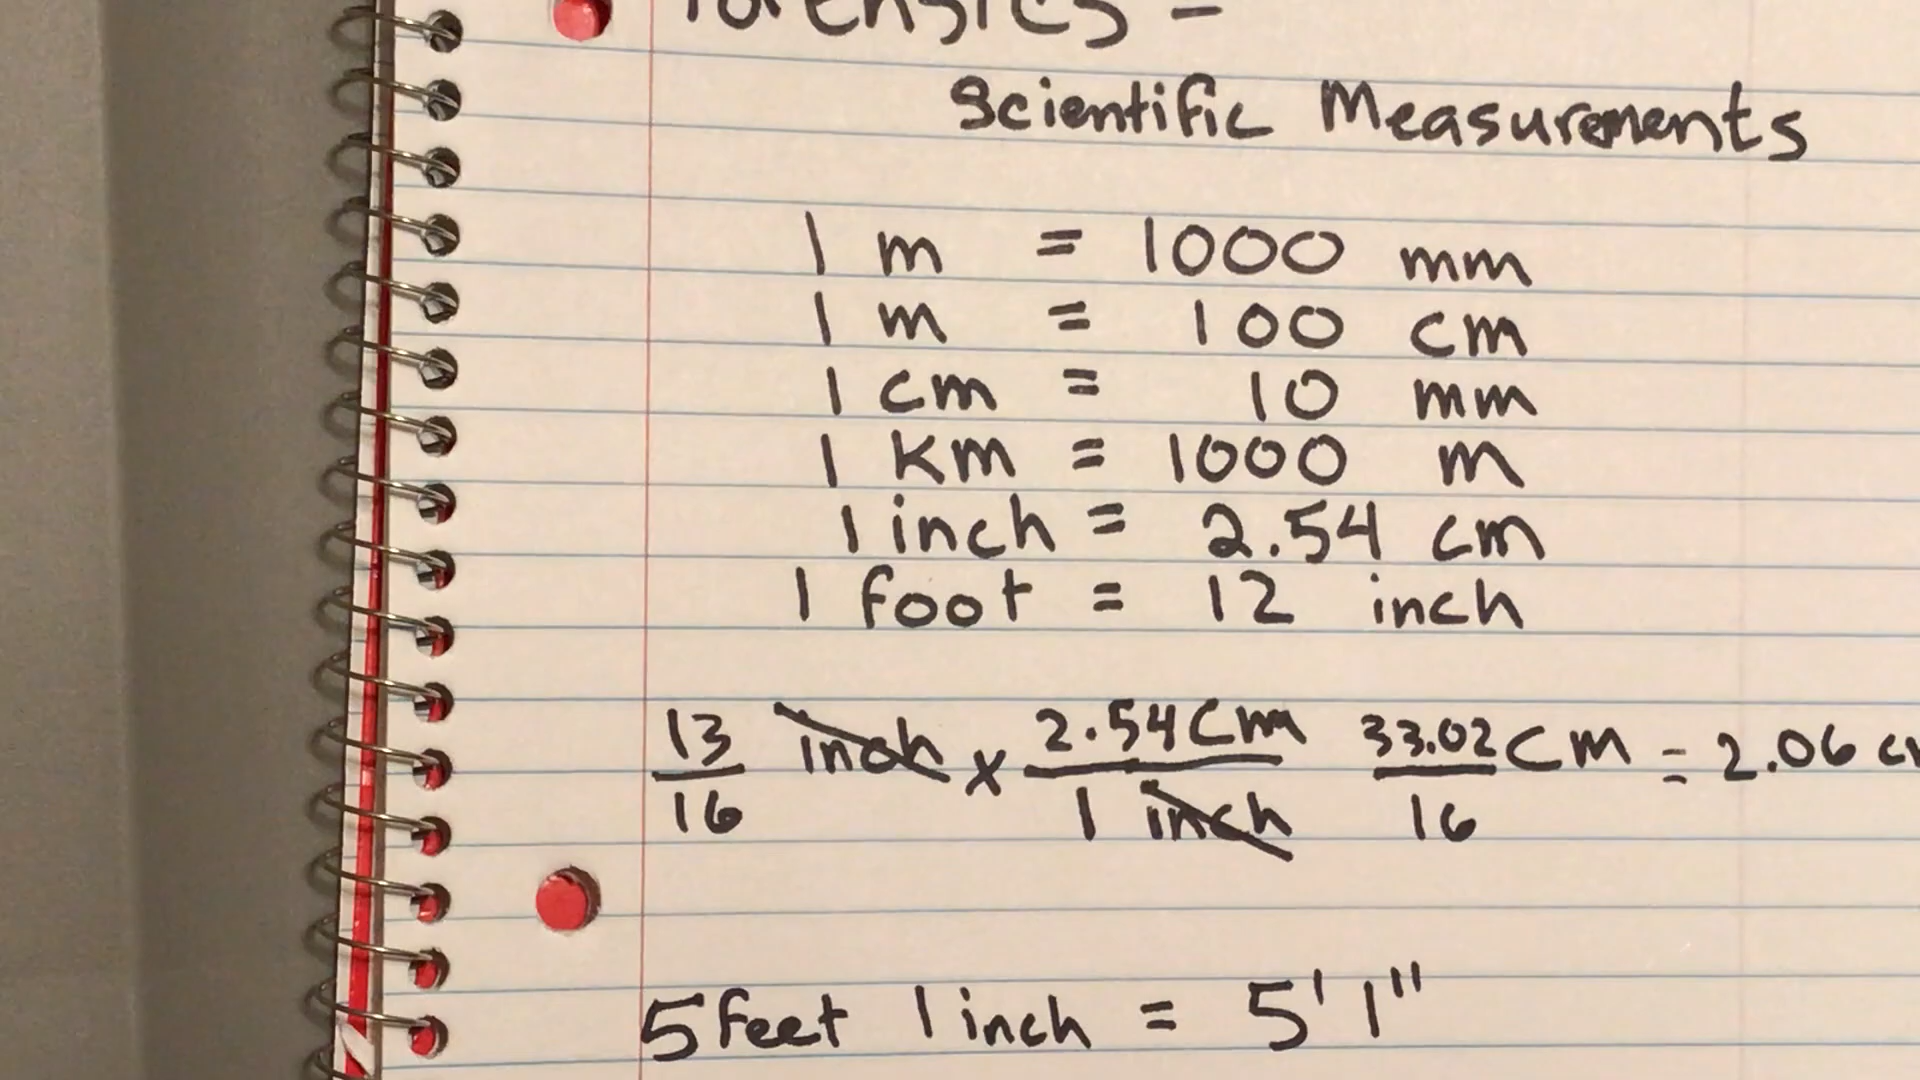 Forensics -
Scientific Measurements
1 m = 1000 mm
1 m = 100 cm
1 cm = 10 mm
1 km = 1000 m
1 inch = 2.54 cm
1 foot = 12 inch
13/16 inch x 2.54 cm/1 inch 33.02/16 cm = 2.06 cm
5 feet 1 inch = 5' 1"